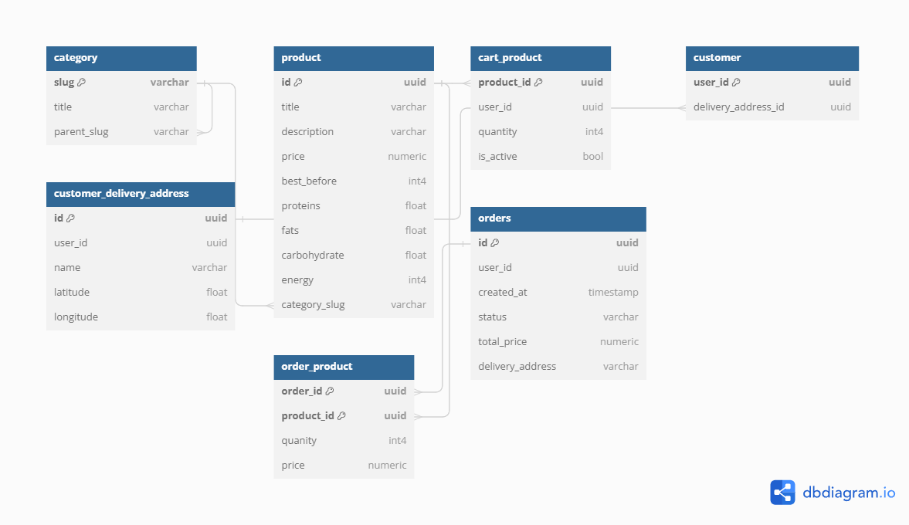 category
slug varchar
title varchar
parent_slug varchar
customer_delivery_address
id uuid
user_id uuid
name varchar
latitude float
longitude float
product
id uuid
title varchar
description varchar
price numeric
best_before int4
proteins float
fats float
carbohydrate float
energy int4
category_slug varchar
order_product
order_id uuid
product_id uuid
quanity int4
price numeric
cart_product
product_id uuid
user_id uuid
quantity int4
is_active bool
orders
id uuid
user_id uuid
created_at timestamp
status varchar
total_price numeric
delivery_address varchar
customer
user_id uuid
delivery_address_id uuid
dbdiagram.io